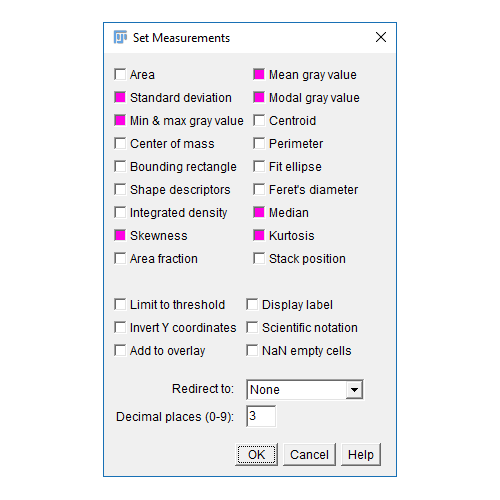 Set Measurements
Area Mean gray value
Standard deviation Modal gray value
Min & max gray value Centroid
Center of mass Perimeter
Bounding rectangle Fit ellipse
Shape descriptors Feret's diameter
Integrated density Median
Skewness Kurtosis
Area fraction Stack position
Limit to threshold Display label
Invert Y coordinates Scientific notation
Add to overlay NaN empty cells
Redirect to: None
Decimal places (0-9): 3
OK Cancel Help